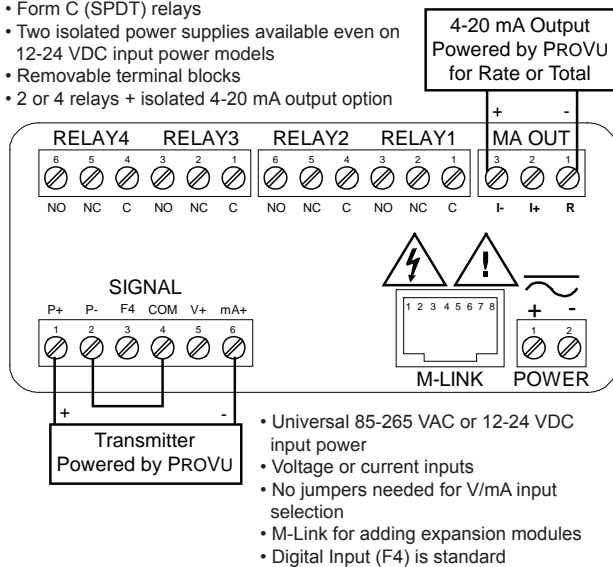 • Form C (SPDT) relays
• Two isolated power supplies available even on
12-24 VDC input power models
• Removable terminal blocks
• 2 or 4 relays + isolated 4-20 mA output option
4-20 mA Output
Powered by PROVU
for Rate or Total
+ -
RELAY4 RELAY3 RELAY2 RELAY1 MA OUT
6 5 4 3 2 1 6 5 4 3 2 1 3 2 1
NO NC C NO NC C NO NC C NO NC C I- I+ R
SIGNAL
P+ P- F4 COM V+ mA+
1 2 3 4 5 6
!
1 2 3 4 5 6 7 8
+ -
1 2
M-LINK POWER
+ -
Transmitter
Powered by PROVU
• Universal 85-265 VAC or 12-24 VDC
input power
• Voltage or current inputs
• No jumpers needed for V/mA input
selection
• M-Link for adding expansion modules
• Digital Input (F4) is standard